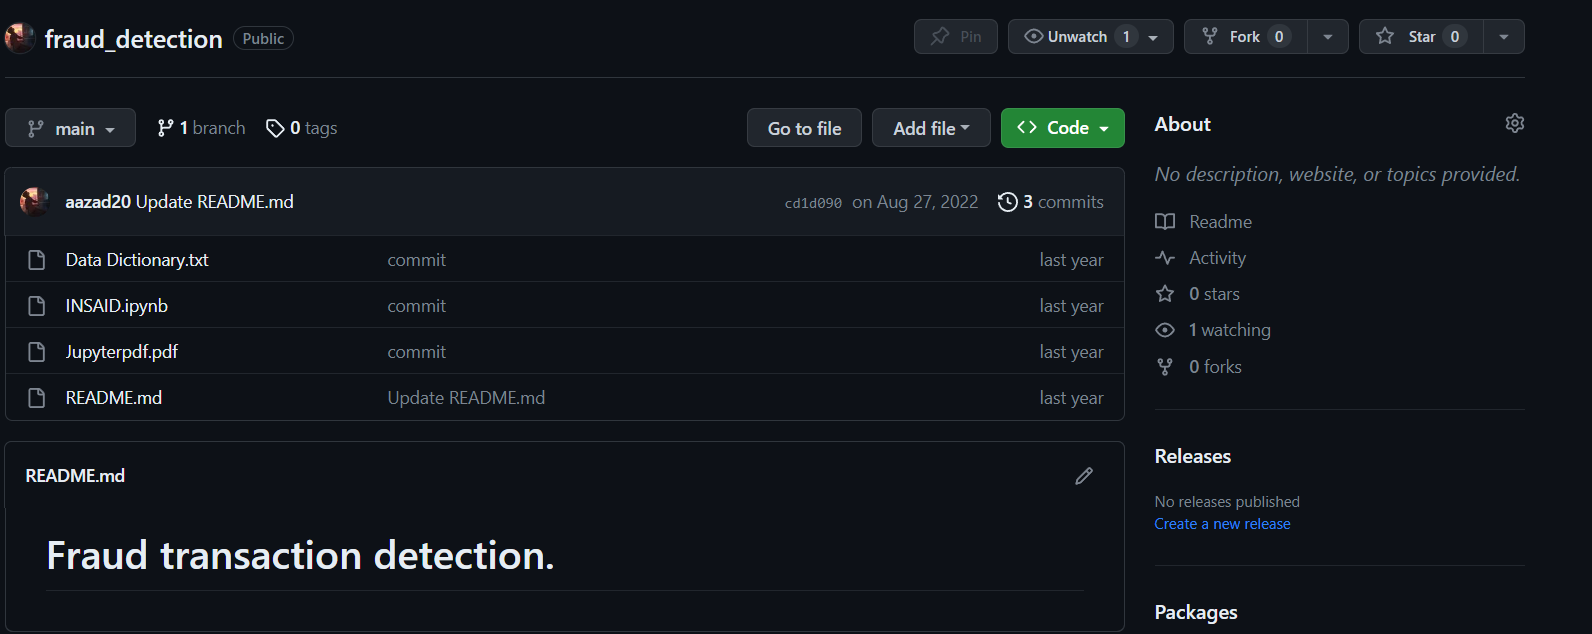 fraud_detection Public Pin Unwatch 1 Fork 0 Star 0
main 1 branch 0 tags Go to file Add file Code
aazad20 Update README.md cd1d090 on Aug 27, 2022 3 commits
Data Dictionary.txt commit last year
INSAID.ipynb commit last year
Jupyterpdf.pdf commit last year
README.md Update README.md last year
README.md
Fraud transaction detection.
About
No description, website, or topics provided.
Readme
Activity
0 stars
1 watching
0 forks
Releases
No releases published
Create a new release
Packages